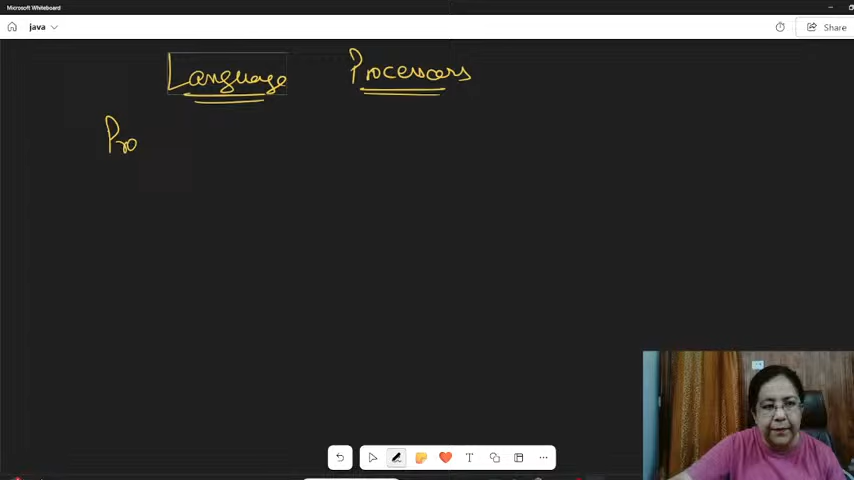 Microsoft Whiteboard
java
Share
Language Processors
Pro